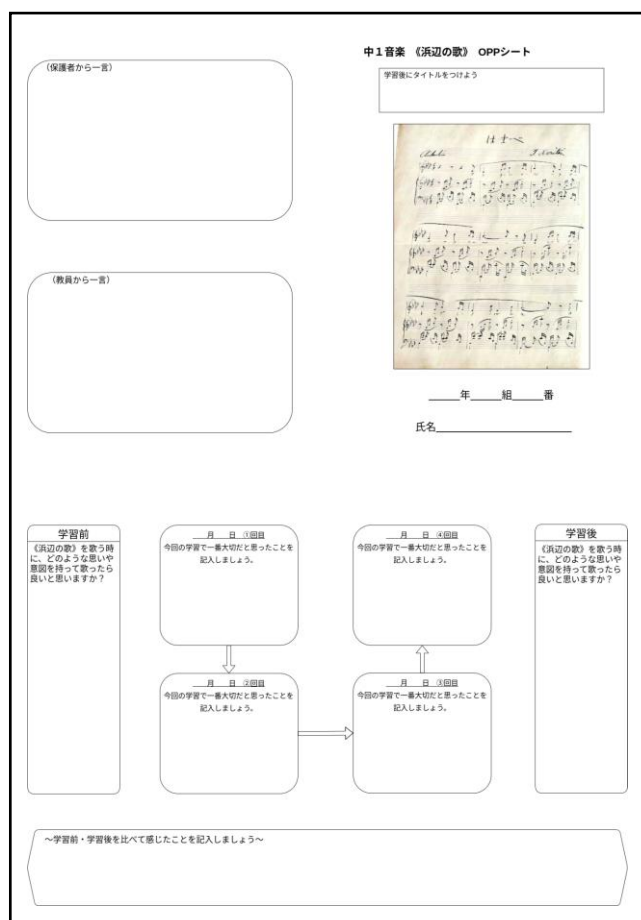 （保護者から一言）
中１音楽 《浜辺の歌》 OPPシート
学習後にタイトルをつけよう
（教員から一言）
＿＿＿年＿＿＿組＿＿＿番
氏名＿＿＿＿＿＿＿＿＿＿＿＿＿
学習前
《浜辺の歌》を歌う時
に、どのような思いや
意図を持って歌ったら
良いと思いますか？
月　日　①回目
今回の学習で一番大切だと思ったことを
記入しましょう。
月　日　②回目
今回の学習で一番大切だと思ったことを
記入しましょう。
月　日　③回目
今回の学習で一番大切だと思ったことを
記入しましょう。
月　日　④回目
今回の学習で一番大切だと思ったことを
記入しましょう。
学習後
《浜辺の歌》を歌う時
に、どのような思いや
意図を持って歌ったら
良いと思いますか？
～学習前・学習後を比べて感じたことを記入しましょう～